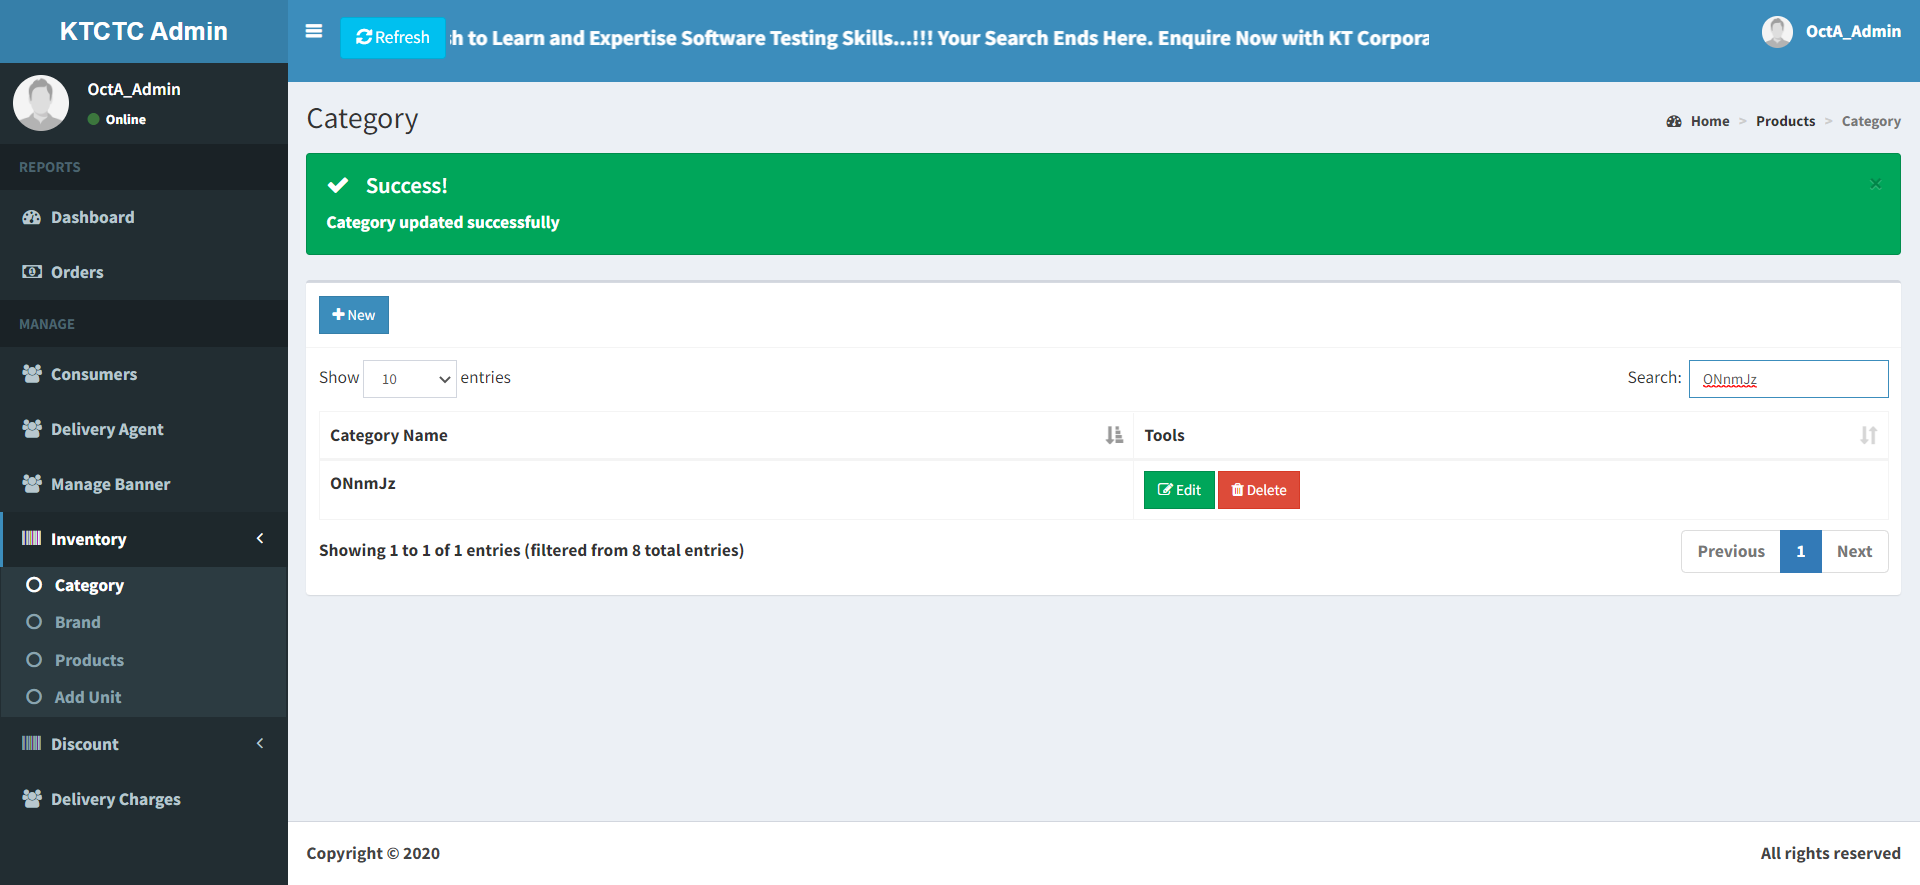 KTCTC Admin
Refresh
h to Learn and Expertise Software Testing Skills...!!! Your Search Ends Here. Enquire Now with KT Corpora
OctA_Admin
OctA_Admin
Online
REPORTS
Dashboard
Orders
MANAGE
Consumers
Delivery Agent
Manage Banner
Inventory
Category
Brand
Products
Add Unit
Discount
Delivery Charges
Category
Home > Products > Category
Success!
×
Category updated successfully
New
Show 10 entries
Search: ONnmJz
Category Name Tools
ONnmJz Edit Delete
Showing 1 to 1 of 1 entries (filtered from 8 total entries)
Previous 1 Next
Copyright © 2020
All rights reserved